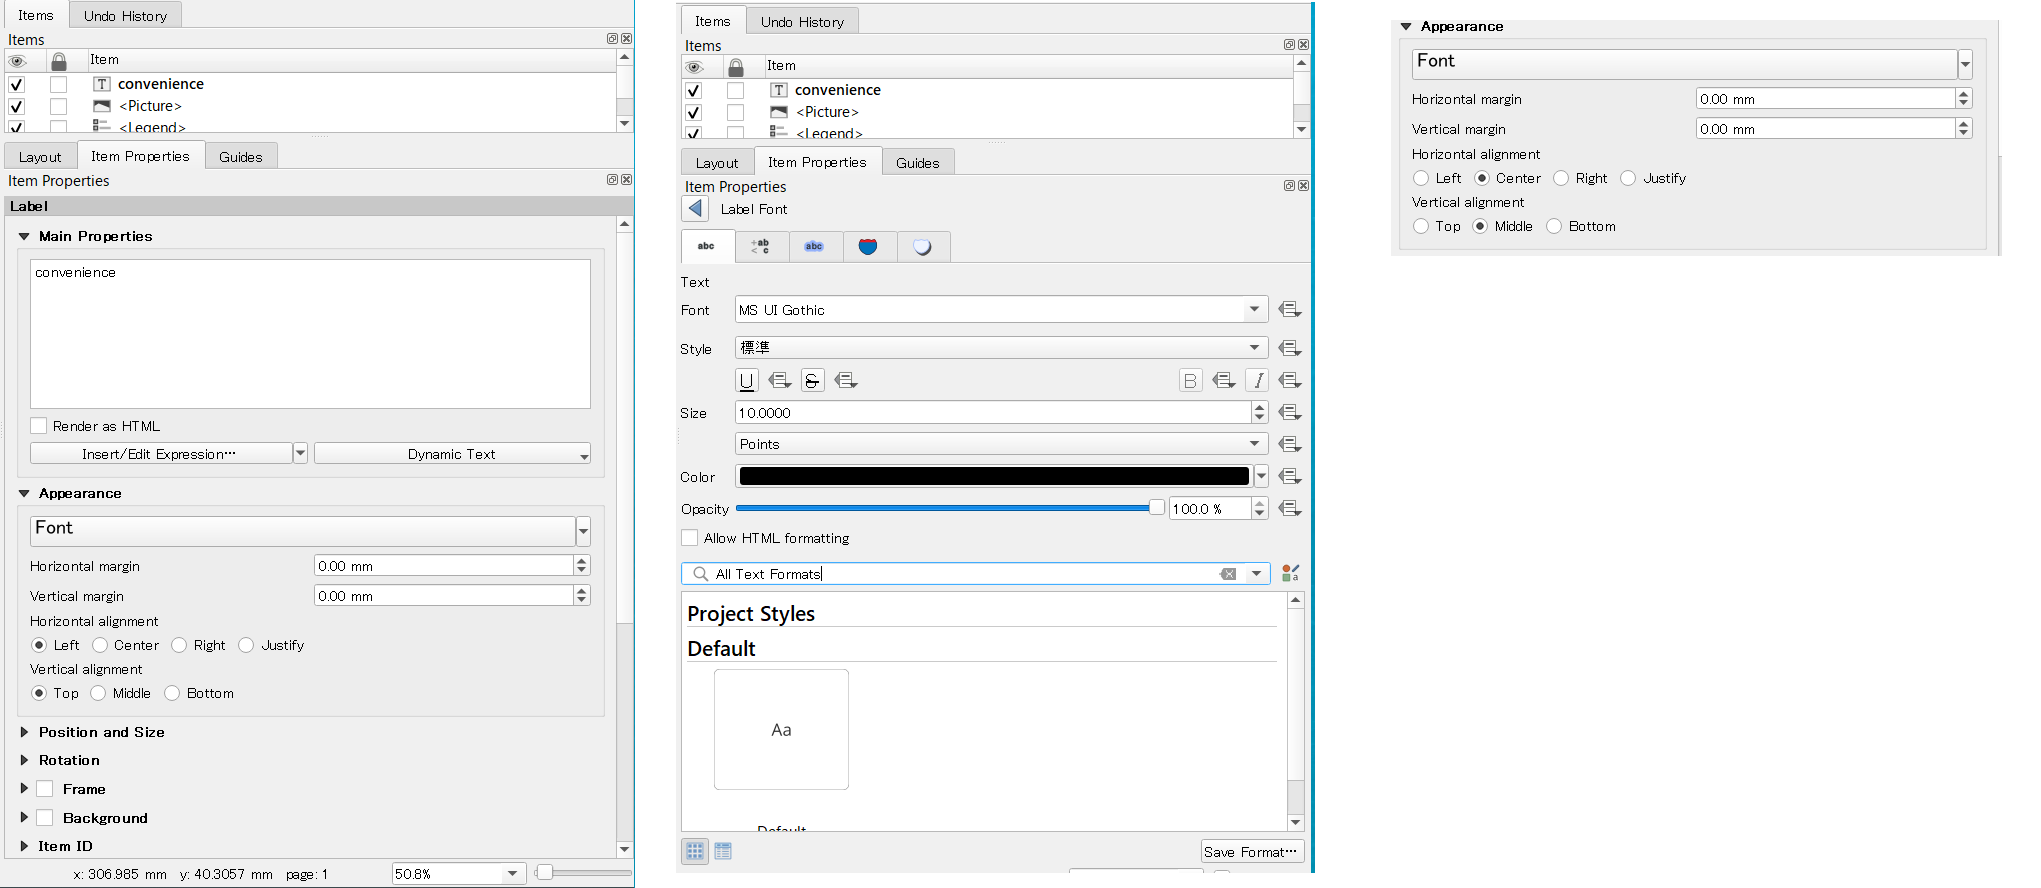 Items Undo History
Items
Item
convenience
<Picture>
<Legend>
Layout Item Properties Guides
Item Properties
Label
Main Properties
convenience
Render as HTML
Insert/Edit Expression… Dynamic Text
Appearance
Font
Horizontal margin 0.00 mm
Vertical margin 0.00 mm
Horizontal alignment
Left Center Right Justify
Vertical alignment
Top Middle Bottom
Position and Size
Rotation
Frame
Background
Item ID
x: 306.985 mm y: 40.3057 mm page: 1 50.8%
Items Undo History
Items
Item
convenience
<Picture>
<Legend>
Layout Item Properties Guides
Item Properties
Label Font
abc +ab < c abc
Text
Font MS UI Gothic
Style 標準
U S B I
Size 10.0000
Points
Color
Opacity 100.0 %
Allow HTML formatting
All Text Formats
Project Styles
Default
Aa
Default
Save Format…
Appearance
Font
Horizontal margin 0.00 mm
Vertical margin 0.00 mm
Horizontal alignment
Left Center Right Justify
Vertical alignment
Top Middle Bottom